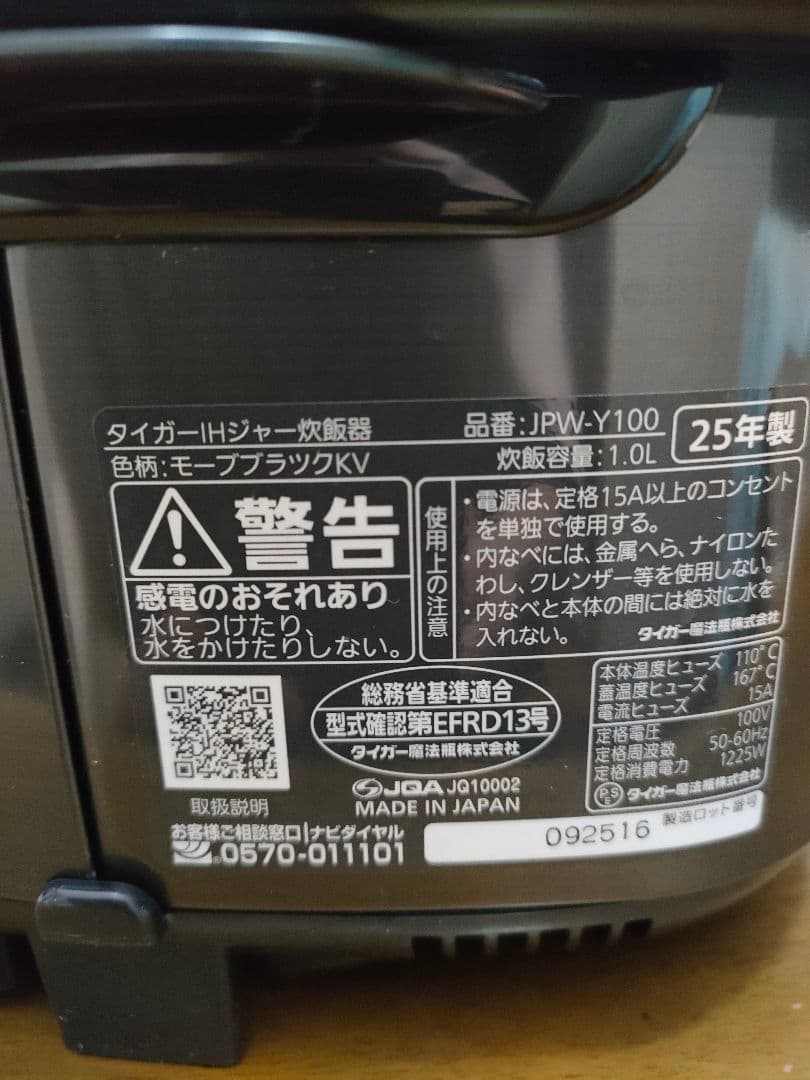 タイガーIHジャー炊飯器
品番:JPW-Y100
25年製
色柄:モーブブラックKV
炊飯容量:1.0L
警告
感電のおそれあり
水につけたり、
水をかけたりしない。
使用上の注意
・電源は、定格15A以上のコンセント
を単独で使用する。
・内なべには、金属へら、ナイロンた
わし、クレンザー等を使用しない。
・内なべと本体の間には絶対に水を
入れない。
タイガー魔法瓶株式会社
取扱説明
総務省基準適合
型式確認第EFRD13号
タイガー魔法瓶株式会社
JQA JQ10002
MADE IN JAPAN
本体温度ヒューズ 110℃
蓋温度ヒューズ 167℃
電流ヒューズ 15A
定格電圧 100V
定格周波数 50-60Hz
定格消費電力 1225W
PSE タイガー魔法瓶株式会社
お客様ご相談窓口|ナビダイヤル
0570-011101
092516
製造ロット番号